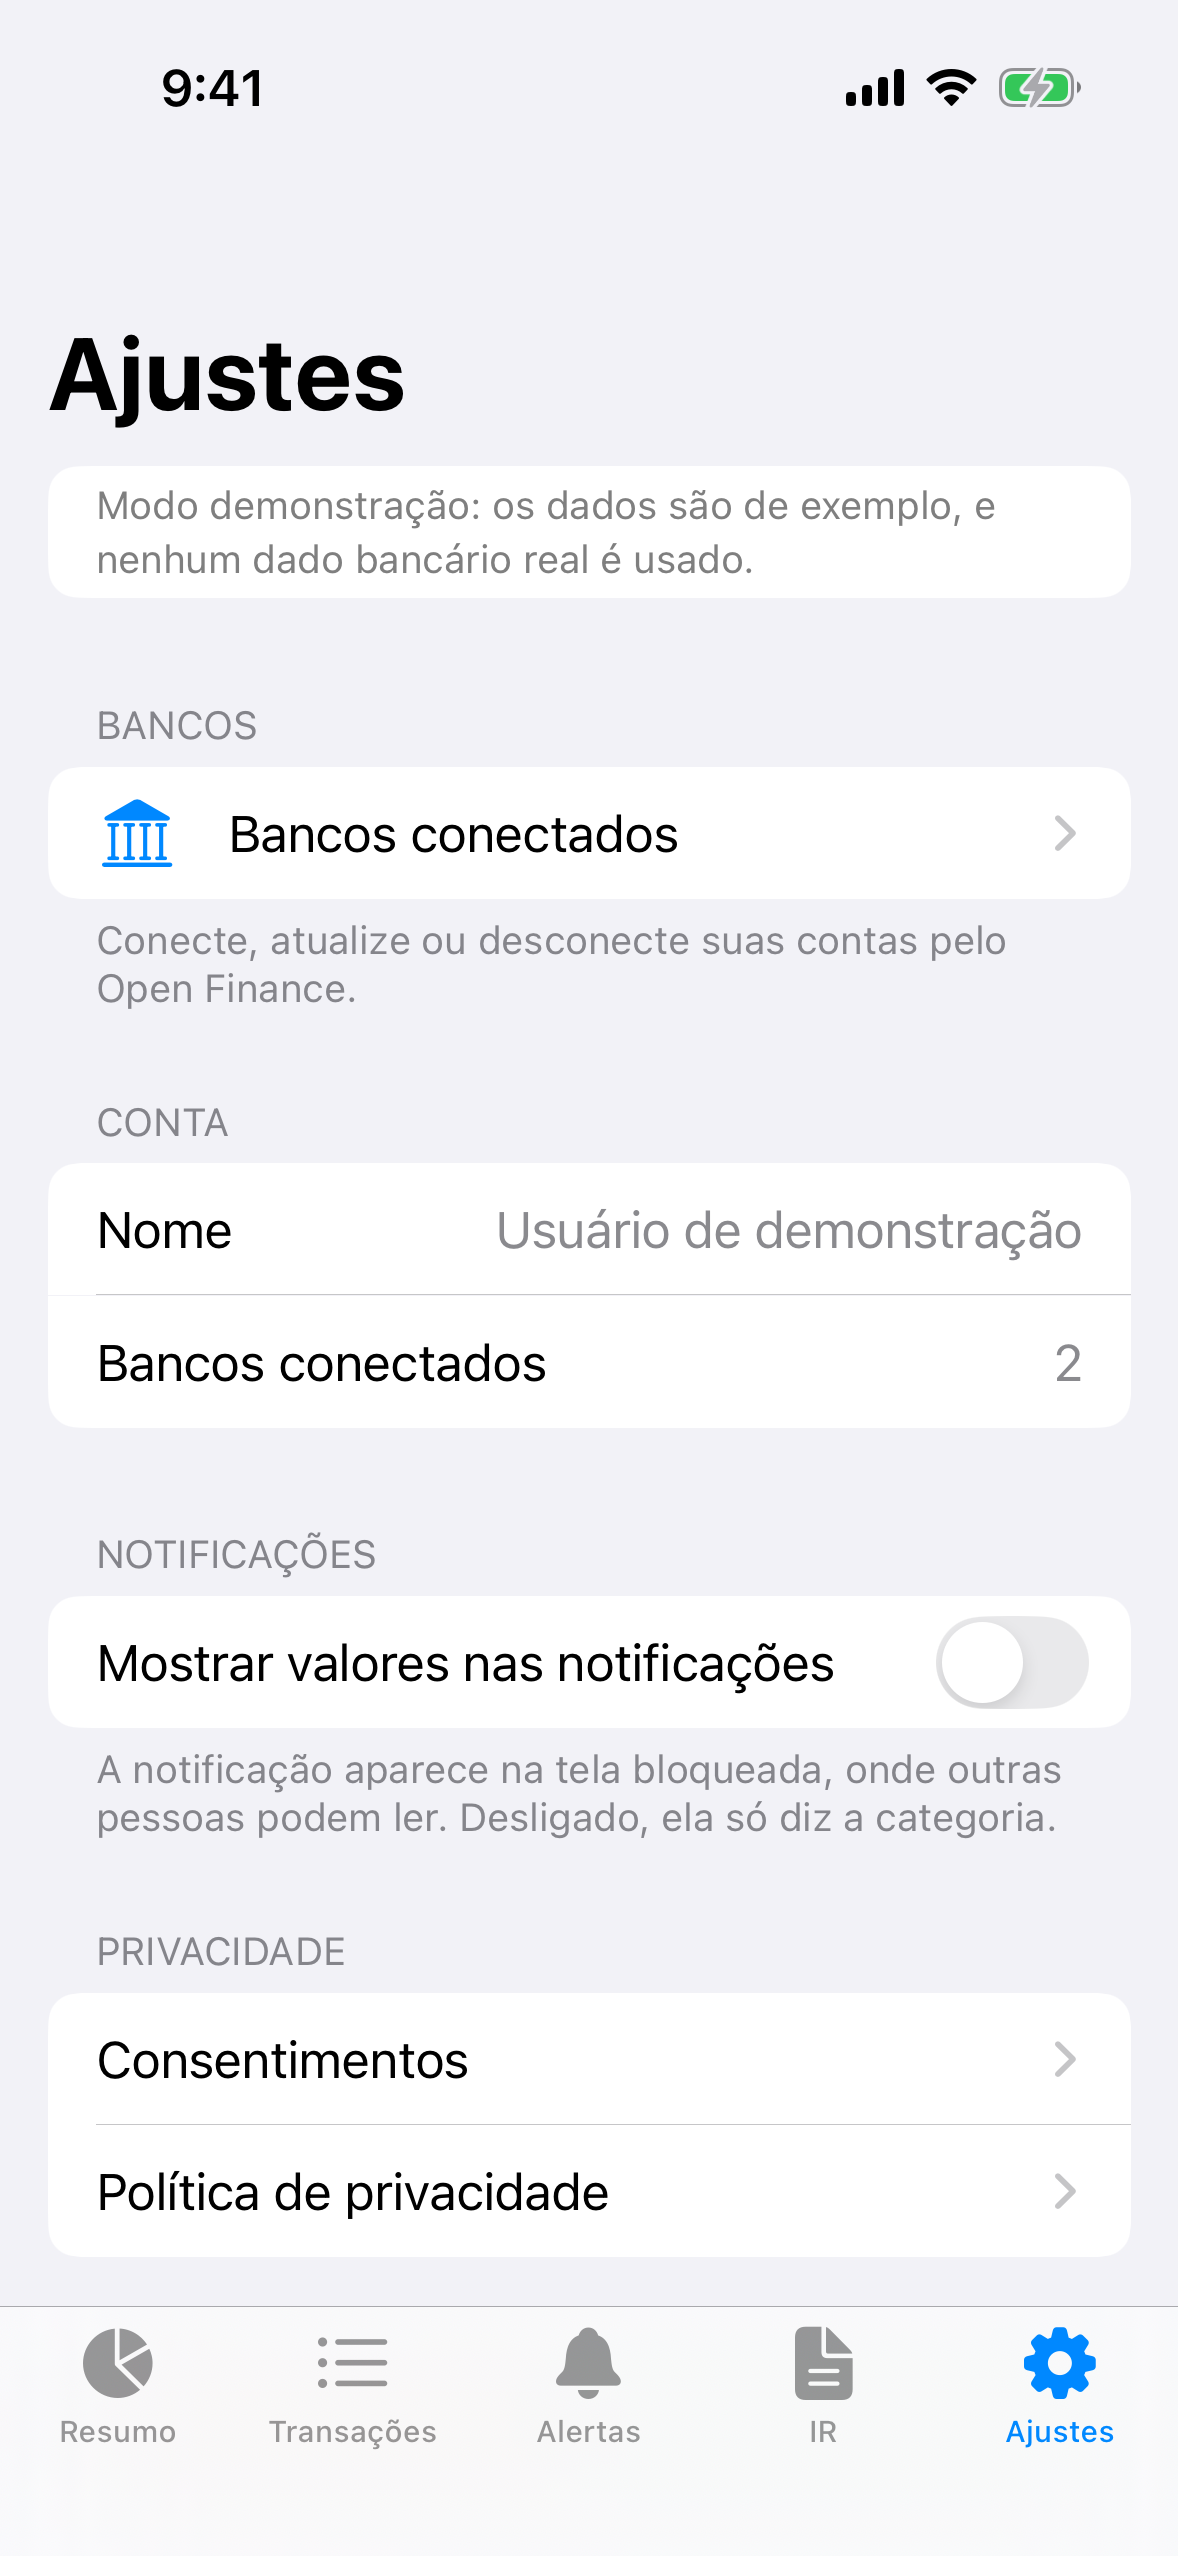 9:41
Ajustes
Modo demonstração: os dados são de exemplo, e
nenhum dado bancário real é usado.
BANCOS
Bancos conectados
Conecte, atualize ou desconecte suas contas pelo
Open Finance.
CONTA
Nome Usuário de demonstração
Bancos conectados 2
NOTIFICAÇÕES
Mostrar valores nas notificações
A notificação aparece na tela bloqueada, onde outras
pessoas podem ler. Desligado, ela só diz a categoria.
PRIVACIDADE
Consentimentos
Política de privacidade
Resumo Transações Alertas IR Ajustes